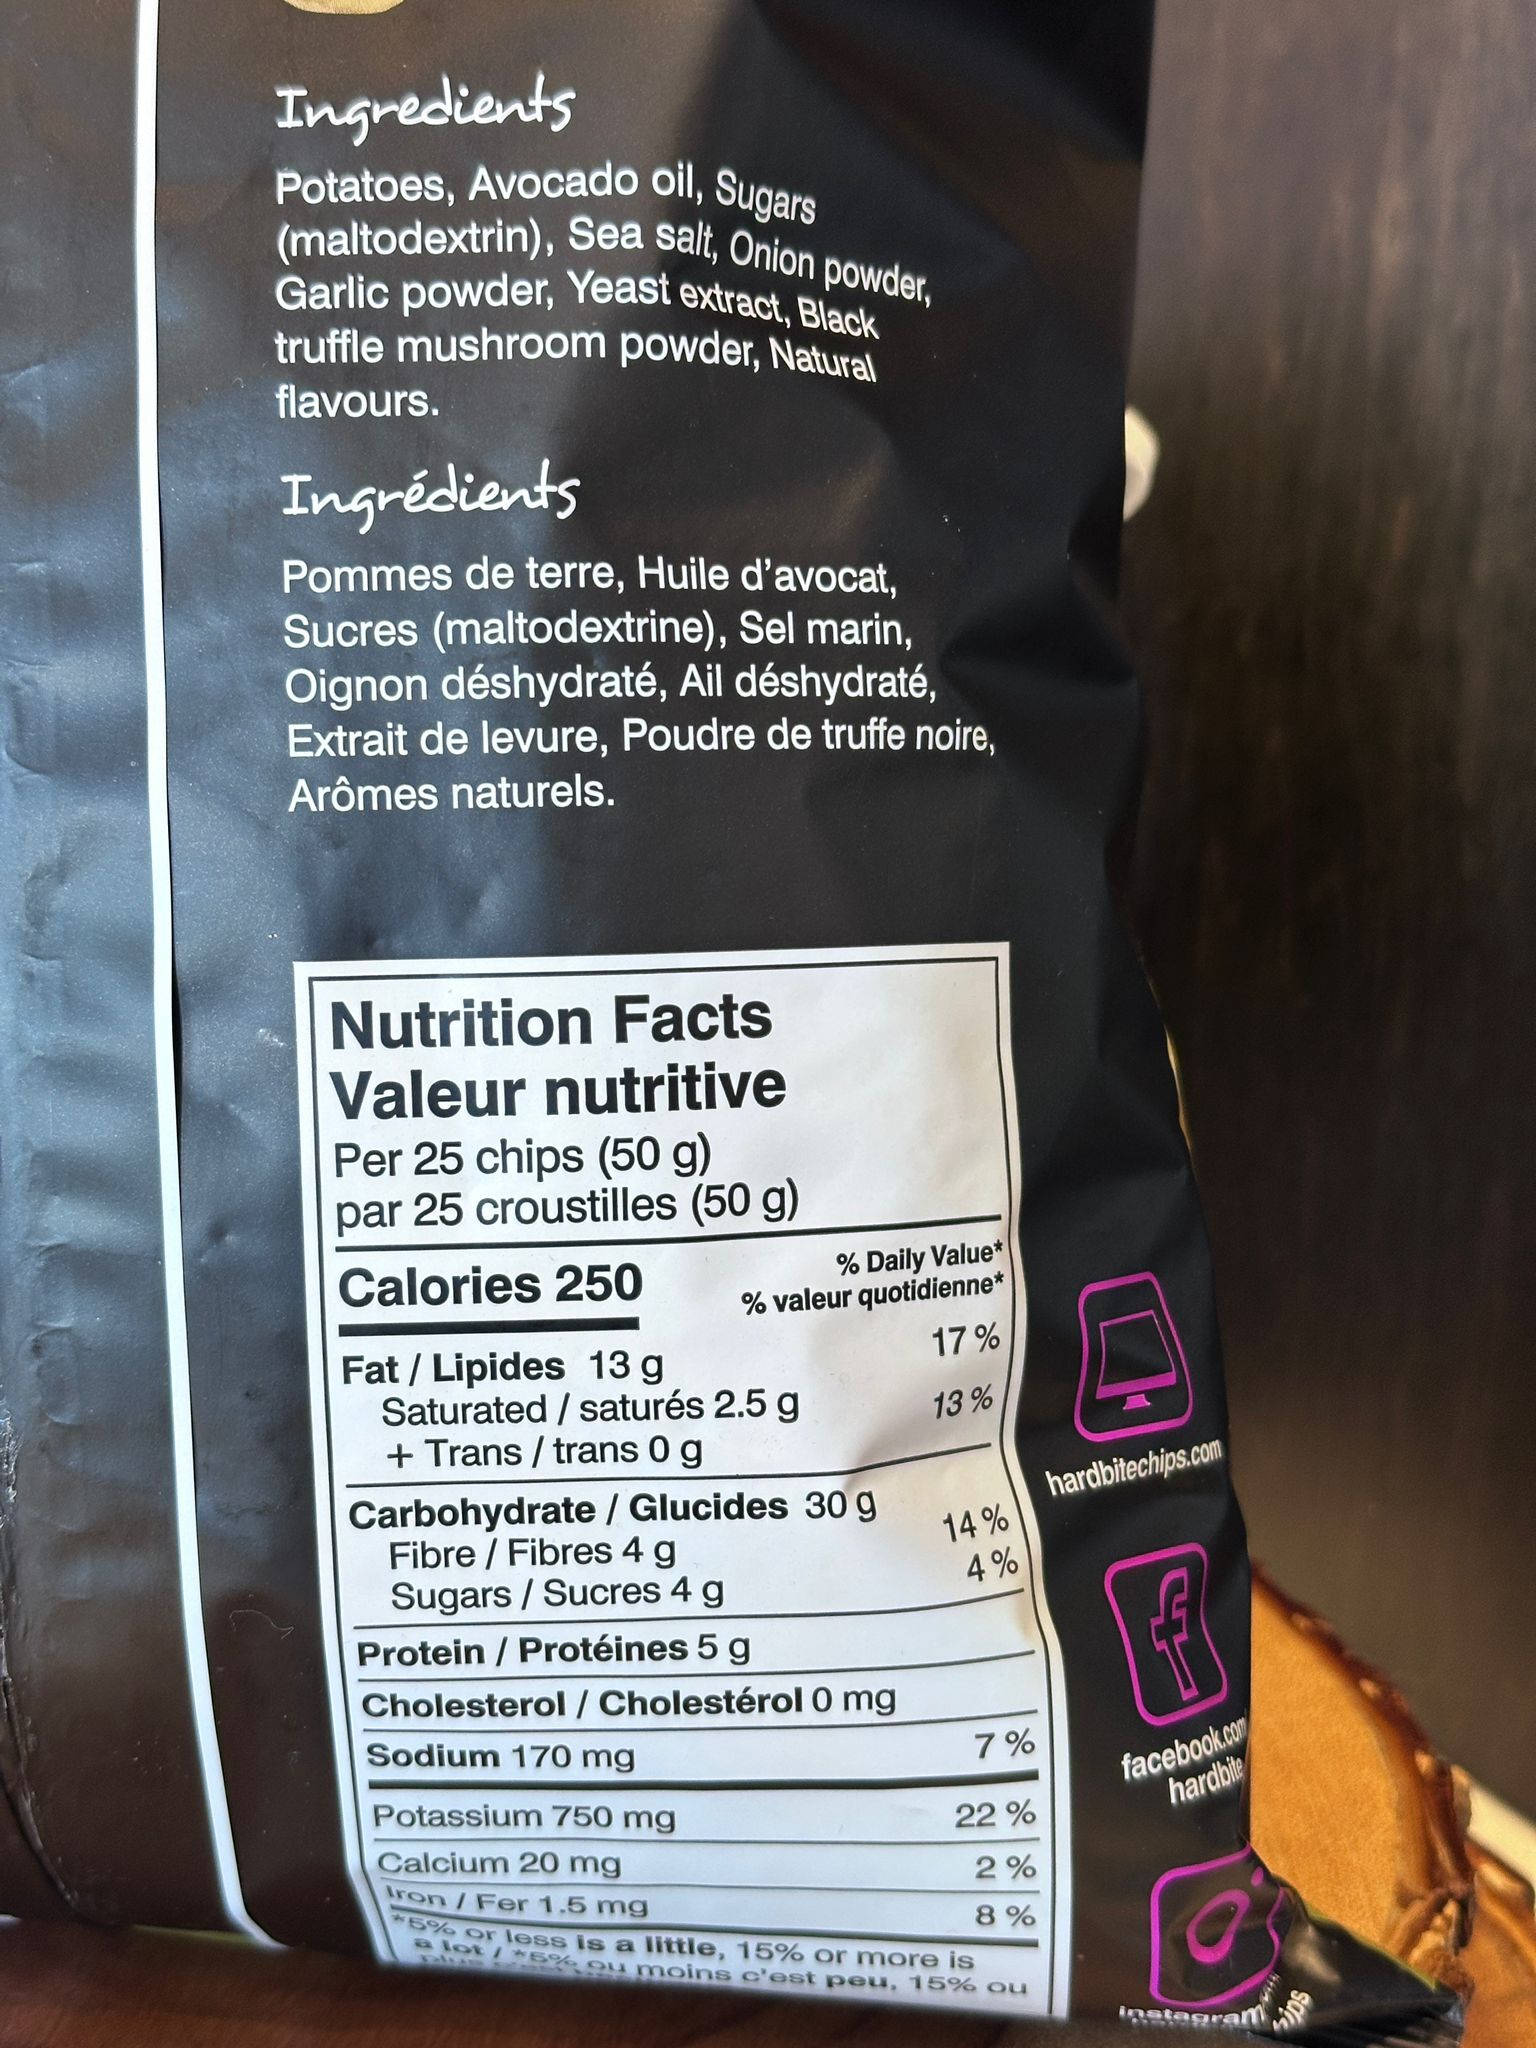 Ingredients
Potatoes, Avocado oil, Sugars
(maltodextrin), Sea salt, Onion powder,
Garlic powder, Yeast extract, Black
truffle mushroom powder, Natural
flavours.
Ingrédients
Pommes de terre, Huile d'avocat,
Sucres (maltodextrine), Sel marin,
Oignon déshydraté, Ail déshydraté,
Extrait de levure, Poudre de truffe noire,
Arômes naturels.
Nutrition Facts
Valeur nutritive
Per 25 chips (50 g)
par 25 croustilles (50 g)
Calories 250
% Daily Value*
% valeur quotidienne*
Fat / Lipides 13 g 17 %
Saturated / saturés 2.5 g 13 %
+ Trans / trans 0 g
Carbohydrate / Glucides 30 g
Fibre / Fibres 4 g 14 %
Sugars / Sucres 4 g 4 %
Protein / Protéines 5 g
Cholesterol / Cholestérol 0 mg
Sodium 170 mg 7 %
Potassium 750 mg 22 %
Calcium 20 mg 2 %
Iron / Fer 1.5 mg 8 %
*5% or less is a little, 15% or more is
a lot / *5% ou moins c'est peu, 15% ou
hardbitechips.com
facebook.com
hardbite
instagram